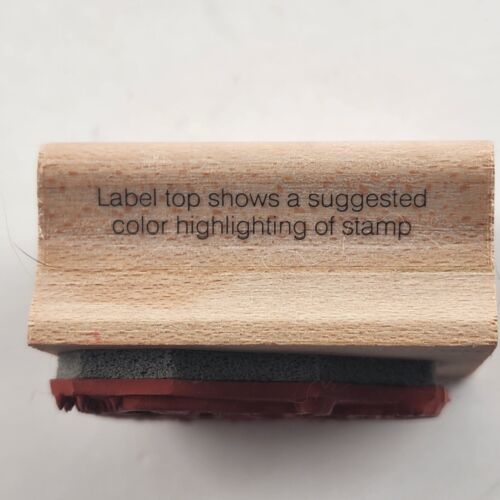 Label top shows a suggested
color highlighting of stamp